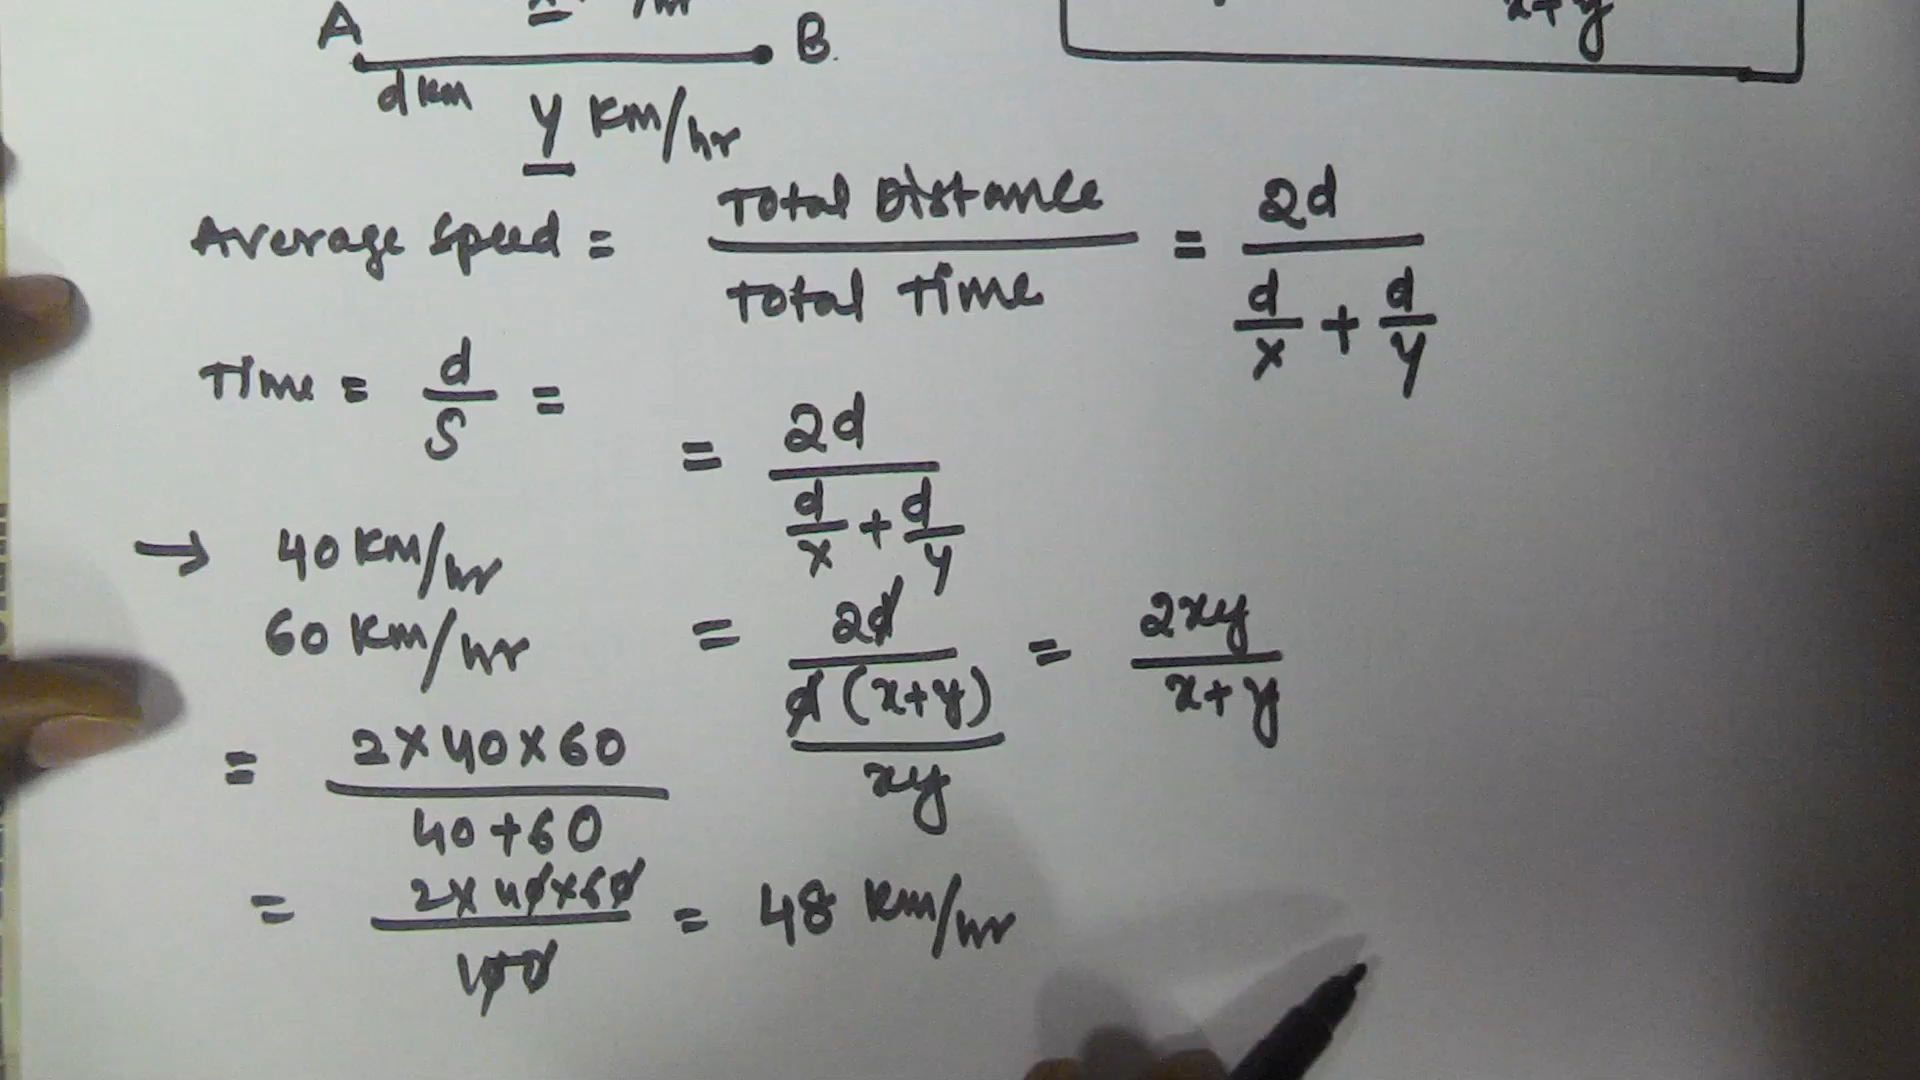 A
B.
x+y
d km
y km/hr
Average speed = Total Distance / Total Time = 2d / (d/x + d/y)
Time = d/s =
= 2d / (d/x + d/y)
→ 40 km/hr
60 km/hr
= 2d / (d(x+y) / xy) = 2xy / x+y
= 2×40×60 / 40+60
= 2×40×60 / 100 = 48 km/hr